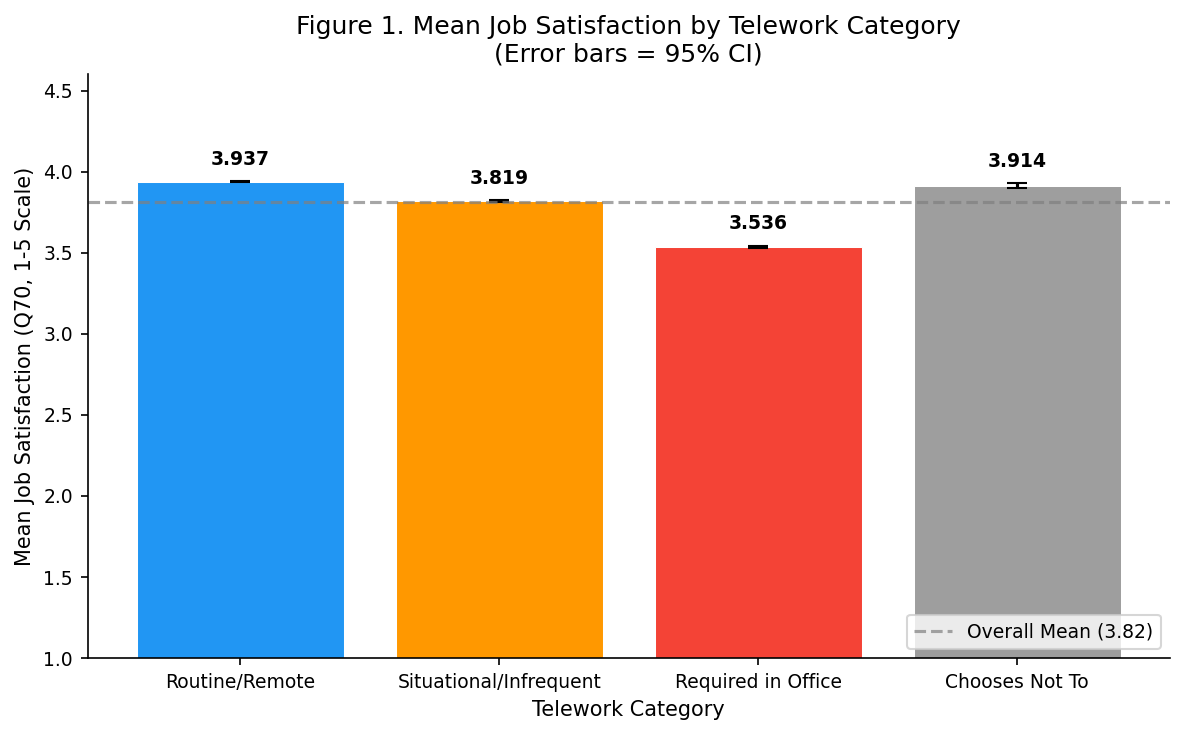 Figure 1. Mean Job Satisfaction by Telework Category
(Error bars = 95% CI)
Mean Job Satisfaction (Q70, 1-5 Scale)
4.5
4.0
3.5
3.0
2.5
2.0
1.5
1.0
3.937
3.819
3.536
3.914
Overall Mean (3.82)
Routine/Remote
Situational/Infrequent
Required in Office
Chooses Not To
Telework Category